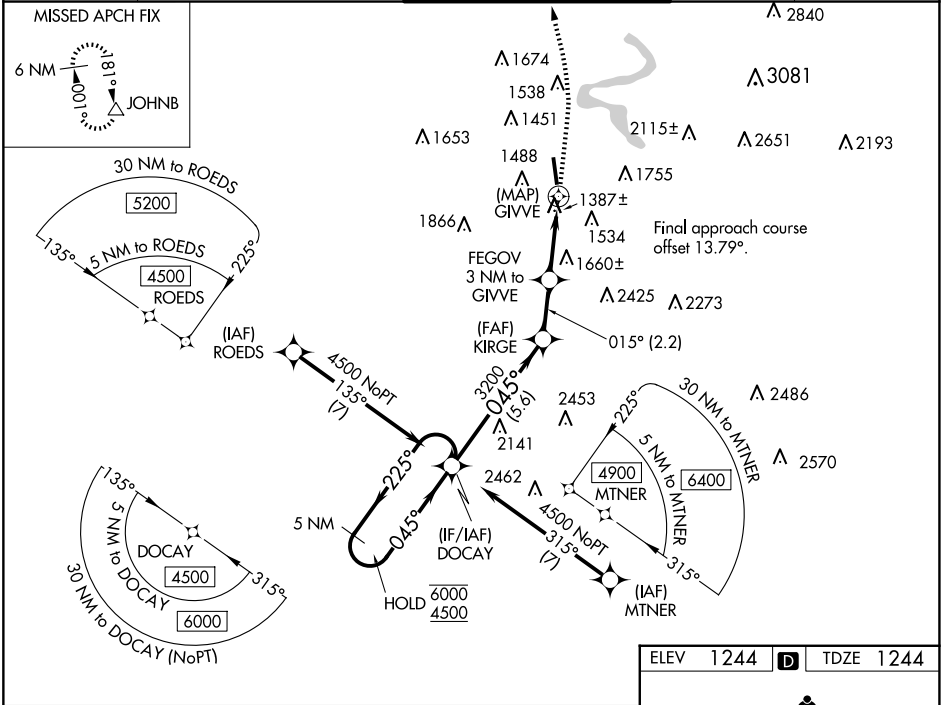 MISSED APCH FIX
6 NM
181°
001°
JOHNB
2840
1674
3081
1538
1451
2115±
1653
2651
2193
1488
1755
(MAP)
GIVVE
1387±
1866
1534
Final approach course
offset 13.79°.
30 NM to ROEDS
5200
135°
5 NM to ROEDS
225°
4500
ROEDS
FEGOV
3 NM to
GIVVE
1660±
2425
2273
(IAF)
ROEDS
(FAF)
KIRGE
015° (2.2)
4500 NoPT
135°
(7)
3200
045°
(5.6)
2453
2141
2486
30 NM to MTNER
225°
5 NM to MTNER
4900
MTNER
6400
2570
315°
225°
045°
2462
5 NM
(IF/IAF)
DOCAY
4500 NoPT
315°
(7)
135°
DOCAY
5 NM to DOCAY
4500
315°
6000
30 NM to DOCAY (NoPT)
HOLD 6000
4500
(IAF)
MTNER
ELEV 1244 D TDZE 1244